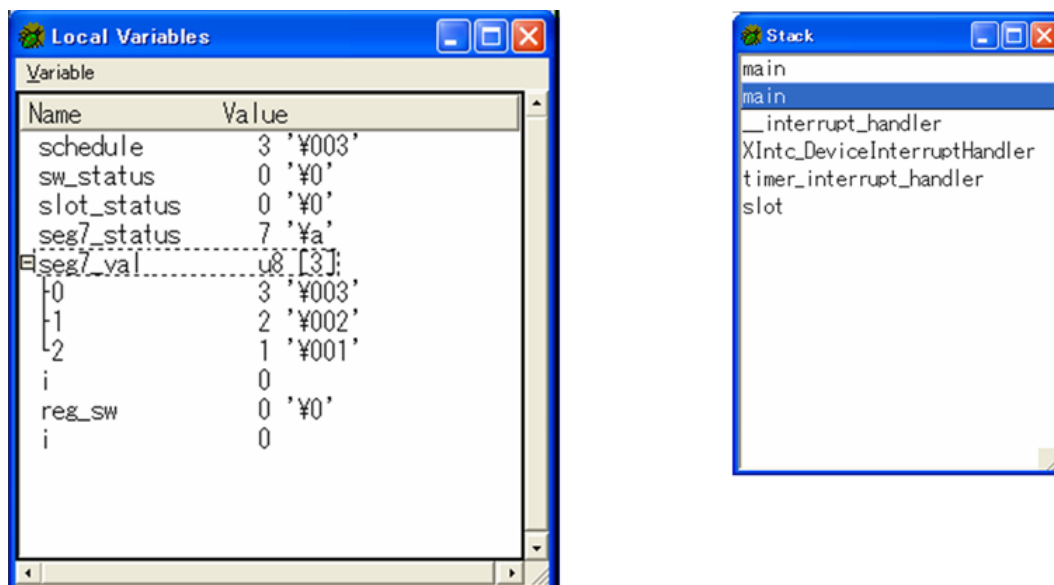 Local Variables
Variable
Name Value
schedule 3 '¥003'
sw_status 0 '¥0'
slot_status 0 '¥0'
seg7_status 7 '¥a'
seg7_val u8 [3]
0 3 '¥003'
1 2 '¥002'
2 1 '¥001'
i 0
reg_sw 0 '¥0'
i 0
Stack
main
main
__interrupt_handler
XIntc_DeviceInterruptHandler
timer_interrupt_handler
slot